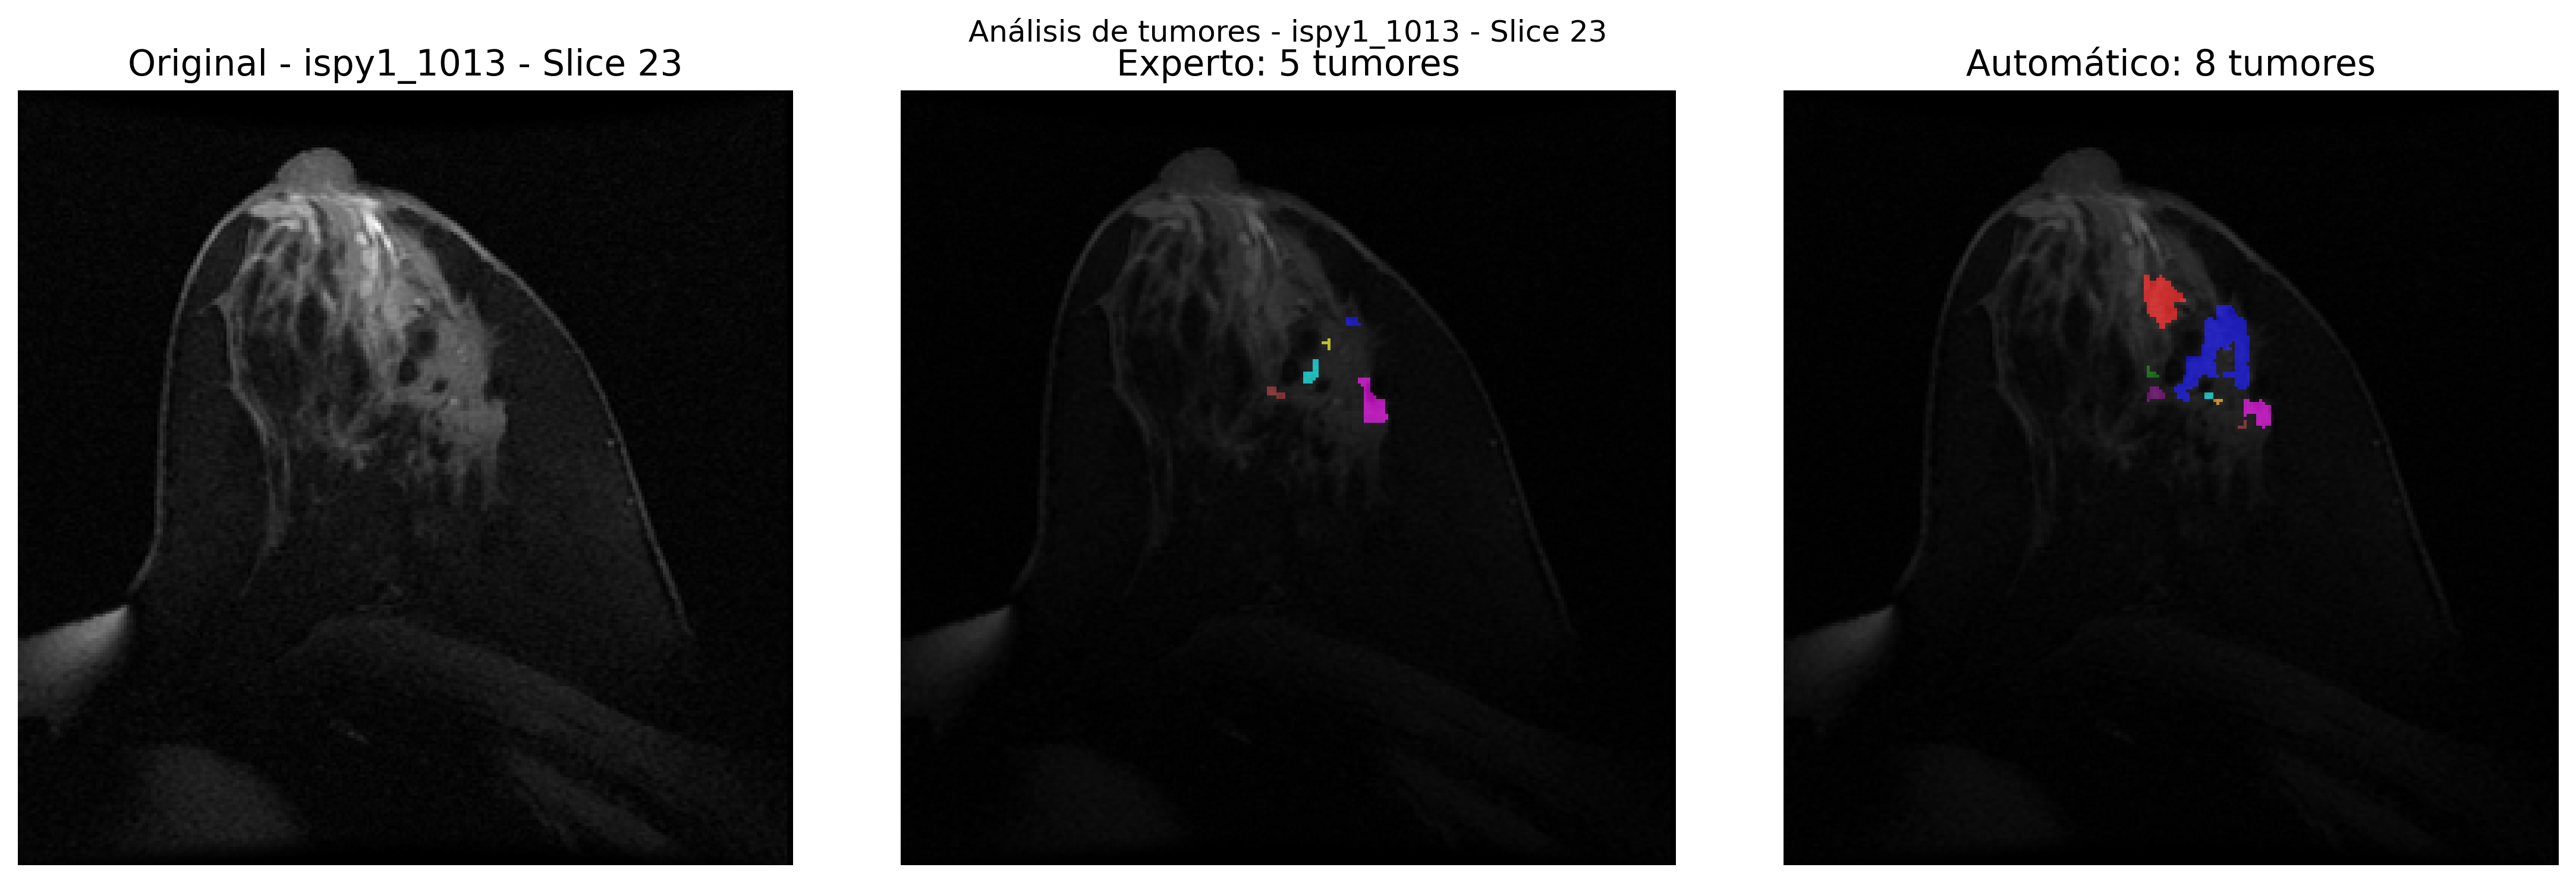 Análisis de tumores - ispy1_1013 - Slice 23
Original - ispy1_1013 - Slice 23
Experto: 5 tumores
Automático: 8 tumores